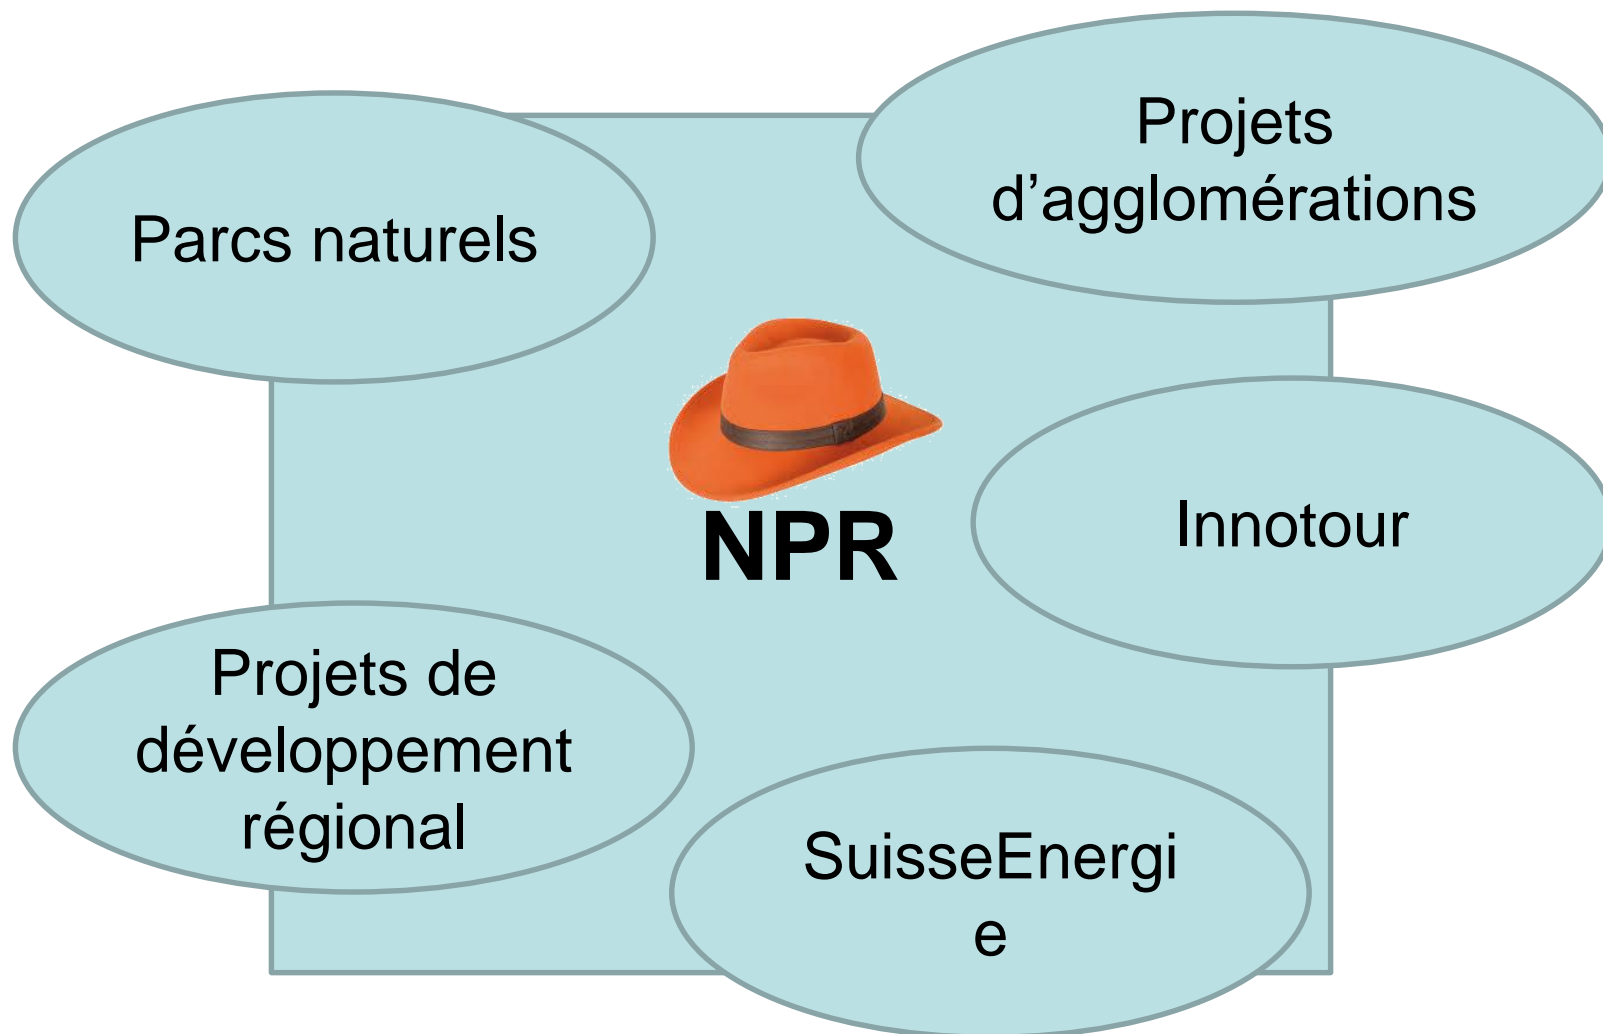 Parcs naturels
Projets
d’agglomérations
NPR
Innotour
Projets de
développement
régional
SuisseEnergi
e